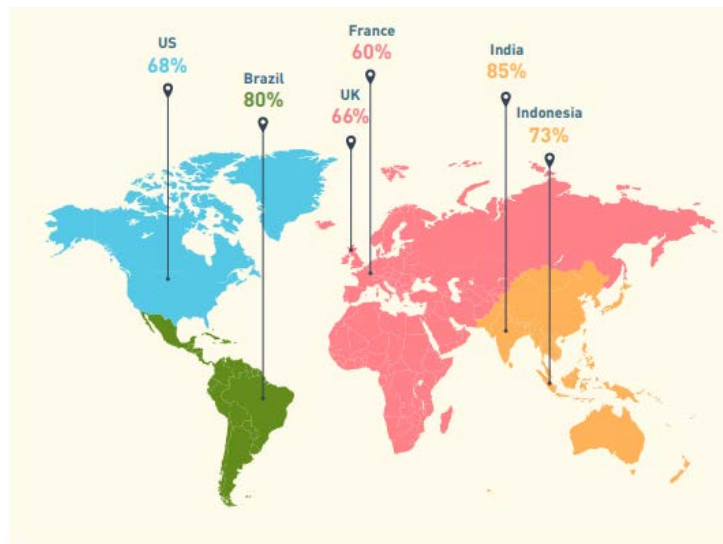 US
68%
Brazil
80%
France
60%
UK
66%
India
85%
Indonesia
73%